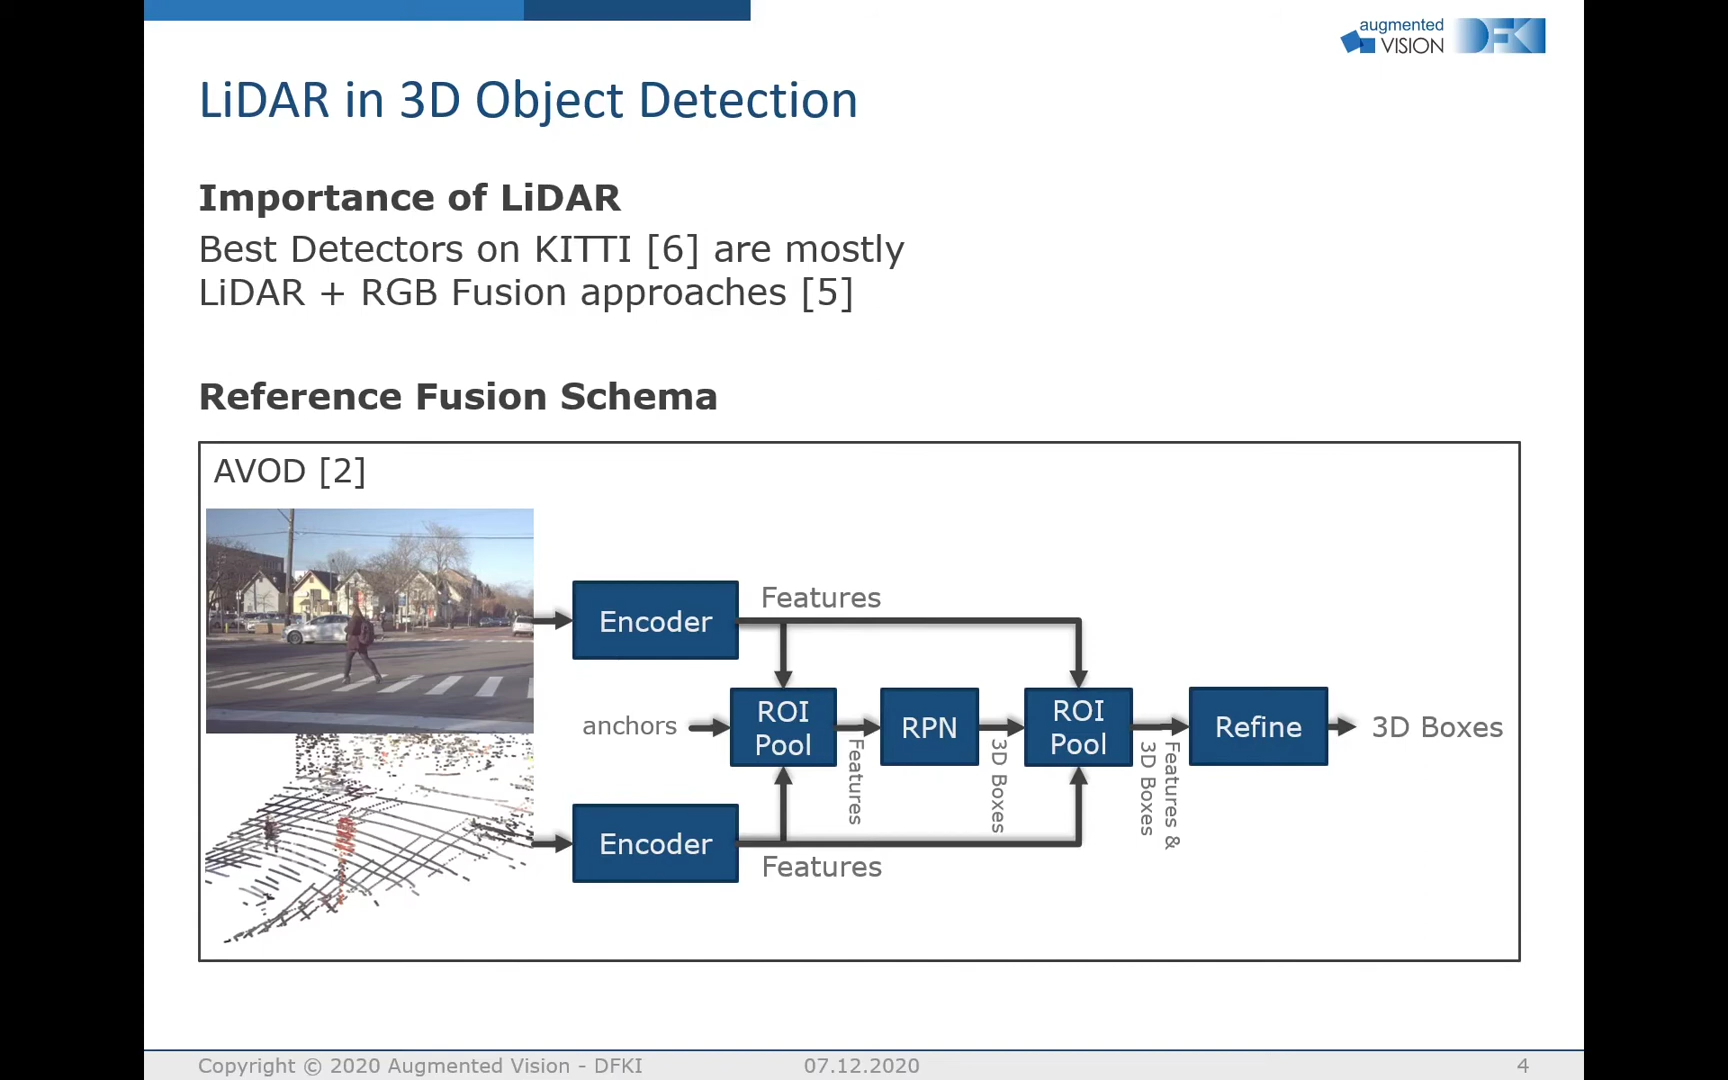 augmented
VISION
DFKI
LiDAR in 3D Object Detection
Importance of LiDAR
Best Detectors on KITTI [6] are mostly
LiDAR + RGB Fusion approaches [5]
Reference Fusion Schema
AVOD [2]
Encoder
Features
anchors
ROI
Pool
Features
RPN
3D Boxes
ROI
Pool
Features &
3D Boxes
Refine
3D Boxes
Encoder
Features
Copyright © 2020 Augmented Vision - DFKI
07.12.2020
4